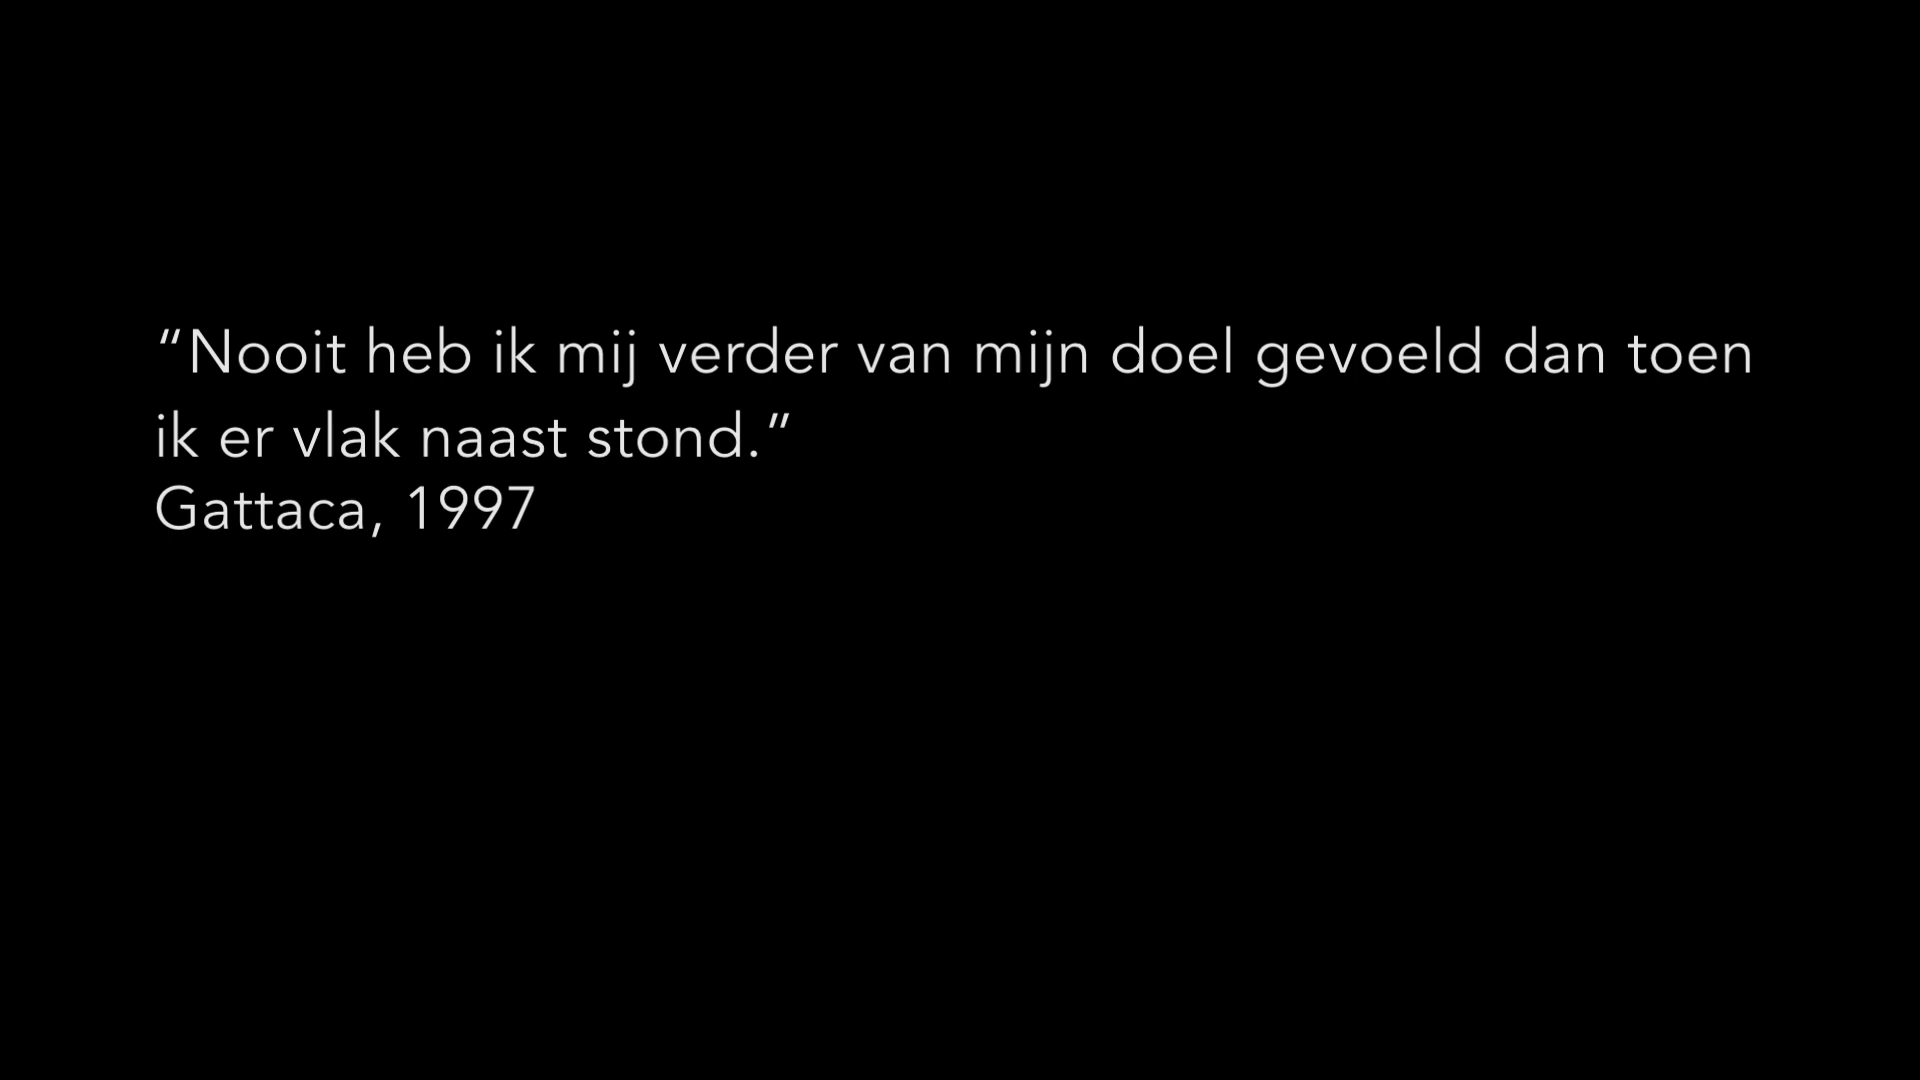 “Nooit heb ik mij verder van mijn doel gevoeld dan toen
ik er vlak naast stond.”
Gattaca, 1997